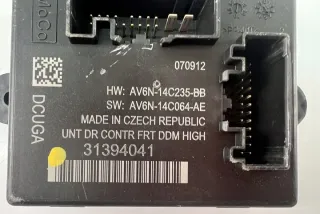 MoCo
070912
HW: AV6N-14C235-BB
SW: AV6N-14C064-AE
MADE IN CZECH REPUBLIC
UNT DR CONTR FRT DDM HIGH
31394041
DCUGA